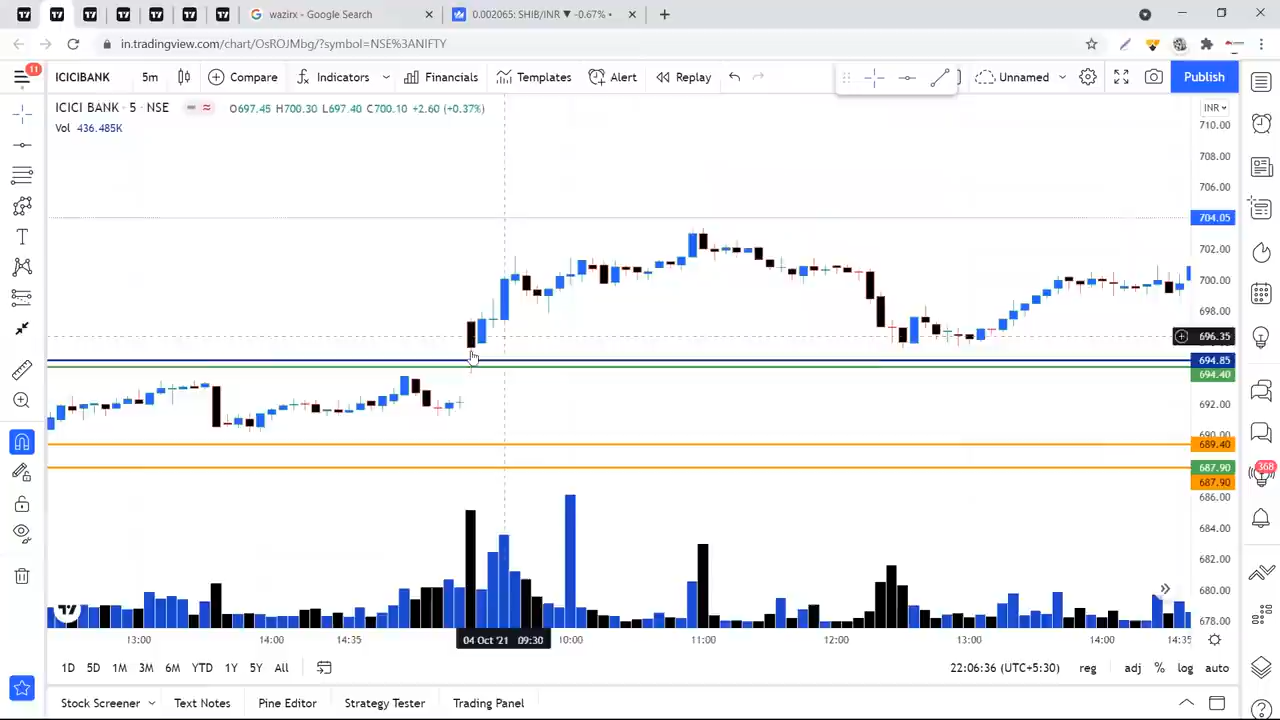 wazirx - Google Search
0.002065: SHIB/INR ▼ -0.67% •
in.tradingview.com/chart/OsROJMbg/?symbol=NSE%3ANIFTY
11
ICICIBANK 5m Compare Indicators Financials Templates Alert Replay Unnamed Publish
ICICI BANK · 5 · NSE O697.45 H700.30 L697.40 C700.10 +2.60 (+0.37%)
INR
Vol 436.485K
710.00
708.00
706.00
704.05
702.00
700.00
698.00
696.35
694.85
694.40
692.00
690.00
689.40
687.90
687.90
368
686.00
684.00
682.00
680.00
678.00
13:00 14:00 14:35 04 Oct '21 09:30 10:00 11:00 12:00 13:00 14:00 14:35
1D 5D 1M 3M 6M YTD 1Y 5Y All 22:06:36 (UTC+5:30) reg adj % log auto
Stock Screener Text Notes Pine Editor Strategy Tester Trading Panel